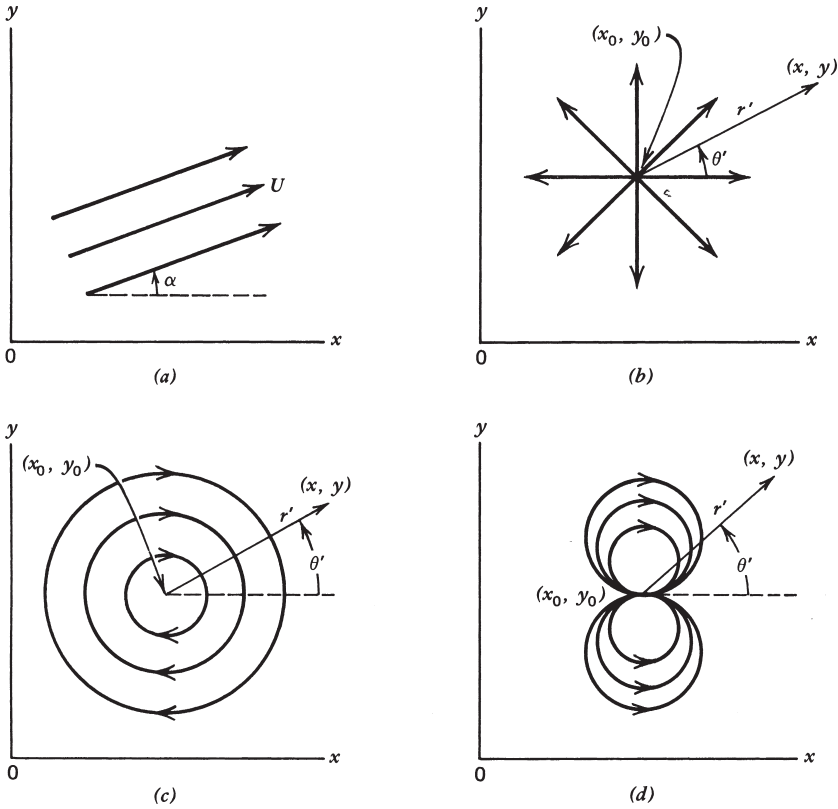 y
U
α
0
x
(a)
y
(x₀, y₀)
(x, y)
r'
θ'
0
x
(b)
y
(x₀, y₀)
(x, y)
r'
θ'
0
x
(c)
y
(x, y)
r'
θ'
(x₀, y₀)
0
x
(d)